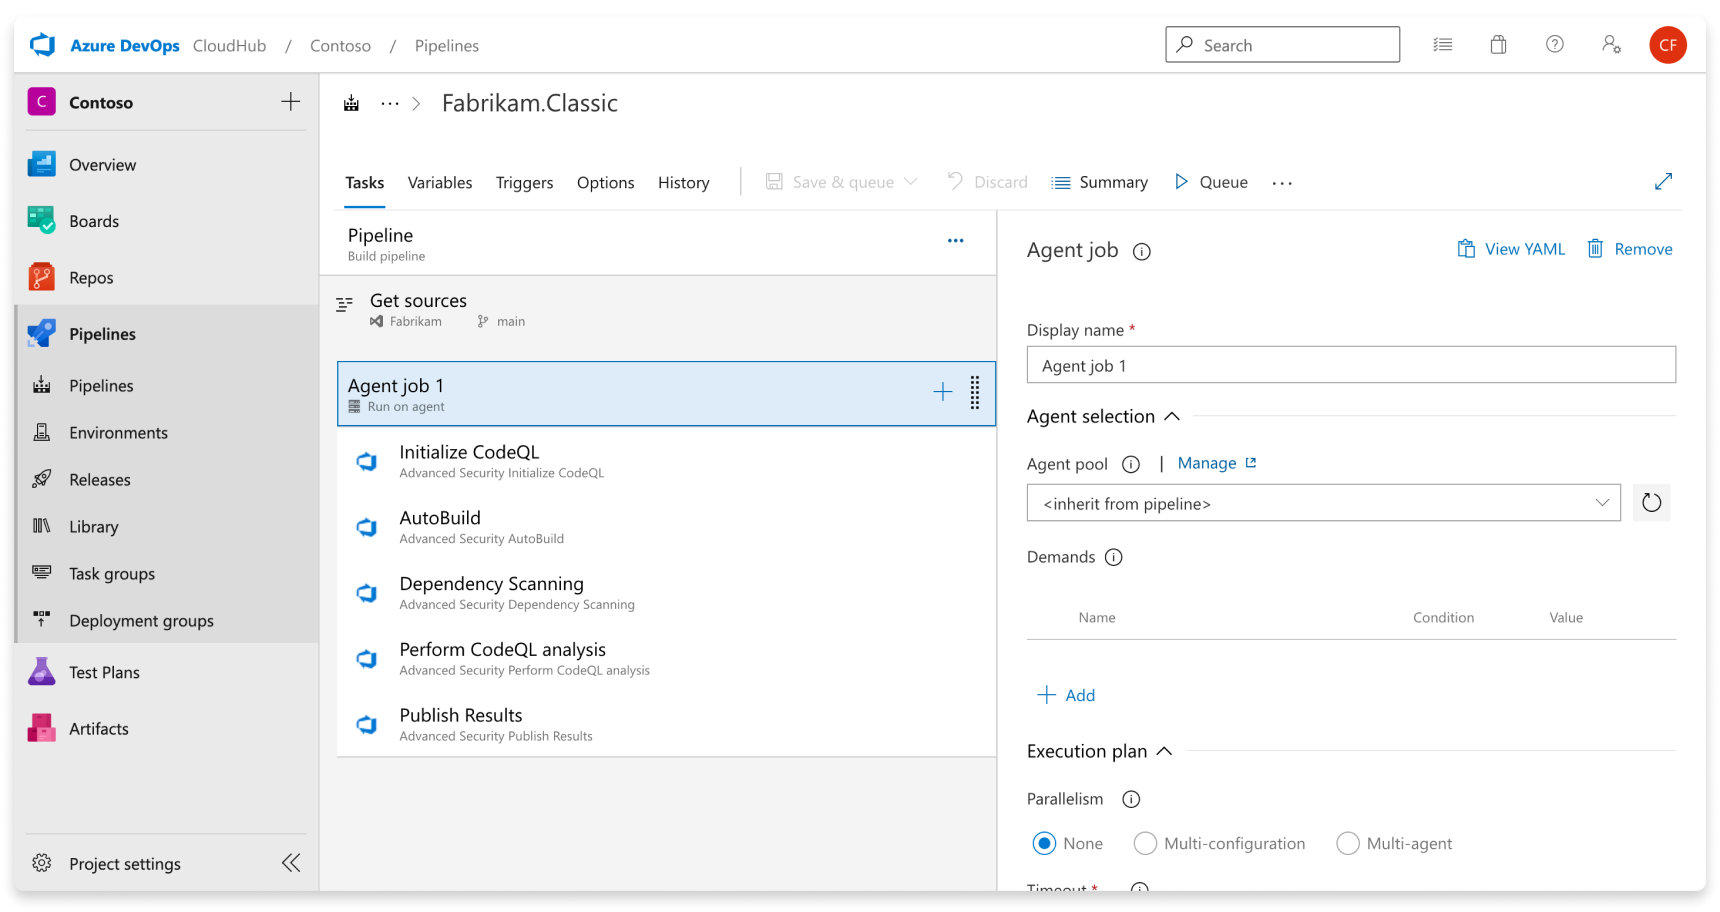 Azure DevOps CloudHub / Contoso / Pipelines
Search
CF
C Contoso
Overview
Boards
Repos
Pipelines
Pipelines
Environments
Releases
Library
Task groups
Deployment groups
Test Plans
Artifacts
Project settings
··· > Fabrikam.Classic
Tasks Variables Triggers Options History Save & queue Discard Summary Queue ···
Pipeline
Build pipeline
Get sources
Fabrikam main
Agent job 1
Run on agent
Initialize CodeQL
Advanced Security Initialize CodeQL
AutoBuild
Advanced Security AutoBuild
Dependency Scanning
Advanced Security Dependency Scanning
Perform CodeQL analysis
Advanced Security Perform CodeQL analysis
Publish Results
Advanced Security Publish Results
Agent job
View YAML Remove
Display name *
Agent job 1
Agent selection
Agent pool | Manage
<inherit from pipeline>
Demands
Name Condition Value
Add
Execution plan
Parallelism
None Multi-configuration Multi-agent
Timeout *